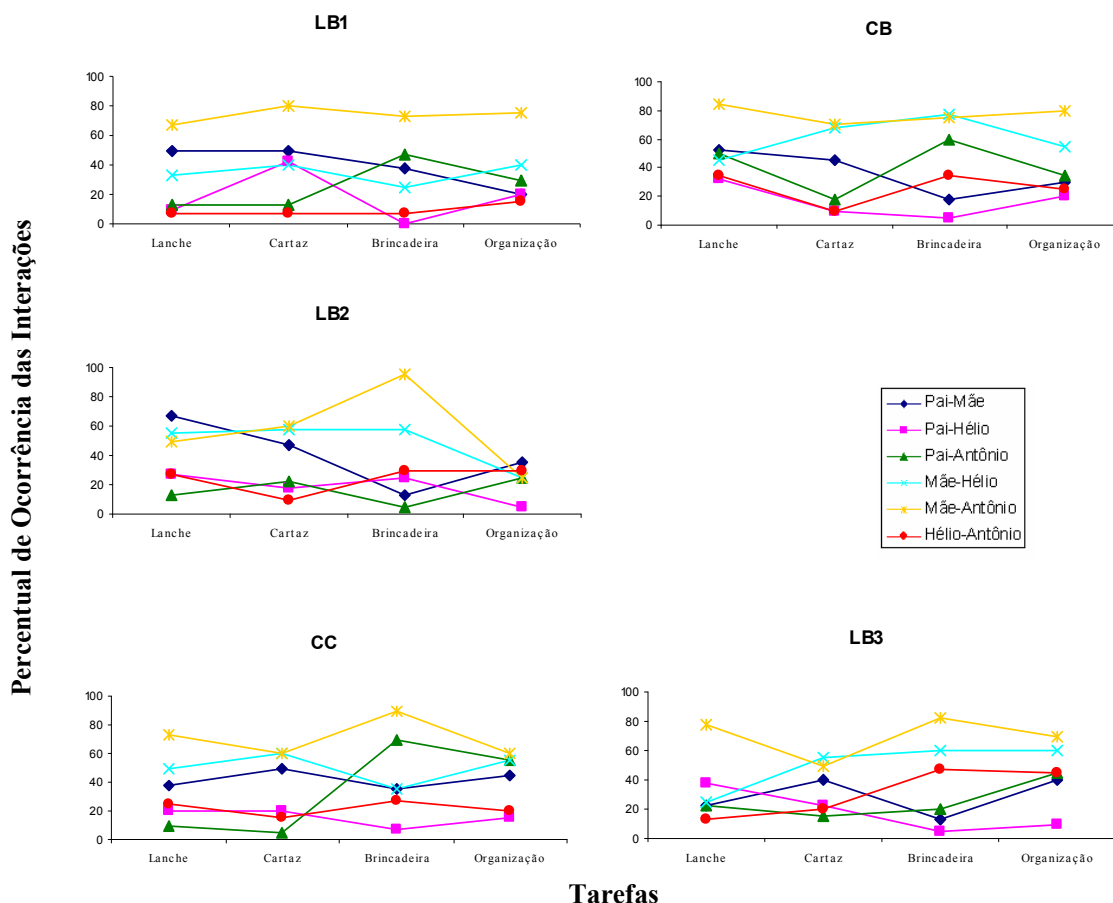 LB1
100
80
60
40
20
0
Lanche Cartaz Brincadeira Organização
CB
100
80
60
40
20
0
Lanche Cartaz Brincadeira Organização
LB2
100
80
60
40
20
0
Lanche Cartaz Brincadeira Organização
Pai-Mãe
Pai-Hélio
Pai-Antônio
Mãe-Hélio
Mãe-Antônio
Hélio-Antônio
CC
100
80
60
40
20
0
Lanche Cartaz Brincadeira Organização
LB3
100
80
60
40
20
0
Lanche Cartaz Brincadeira Organização
Percentual de Ocorrência das Interações
Tarefas